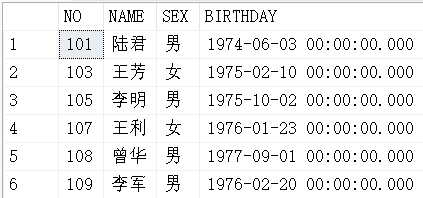 NO NAME SEX BIRTHDAY
1 101 陆君 男 1974-06-03 00:00:00.000
2 103 王芳 女 1975-02-10 00:00:00.000
3 105 李明 男 1975-10-02 00:00:00.000
4 107 王利 女 1976-01-23 00:00:00.000
5 108 曾华 男 1977-09-01 00:00:00.000
6 109 李军 男 1976-02-20 00:00:00.000